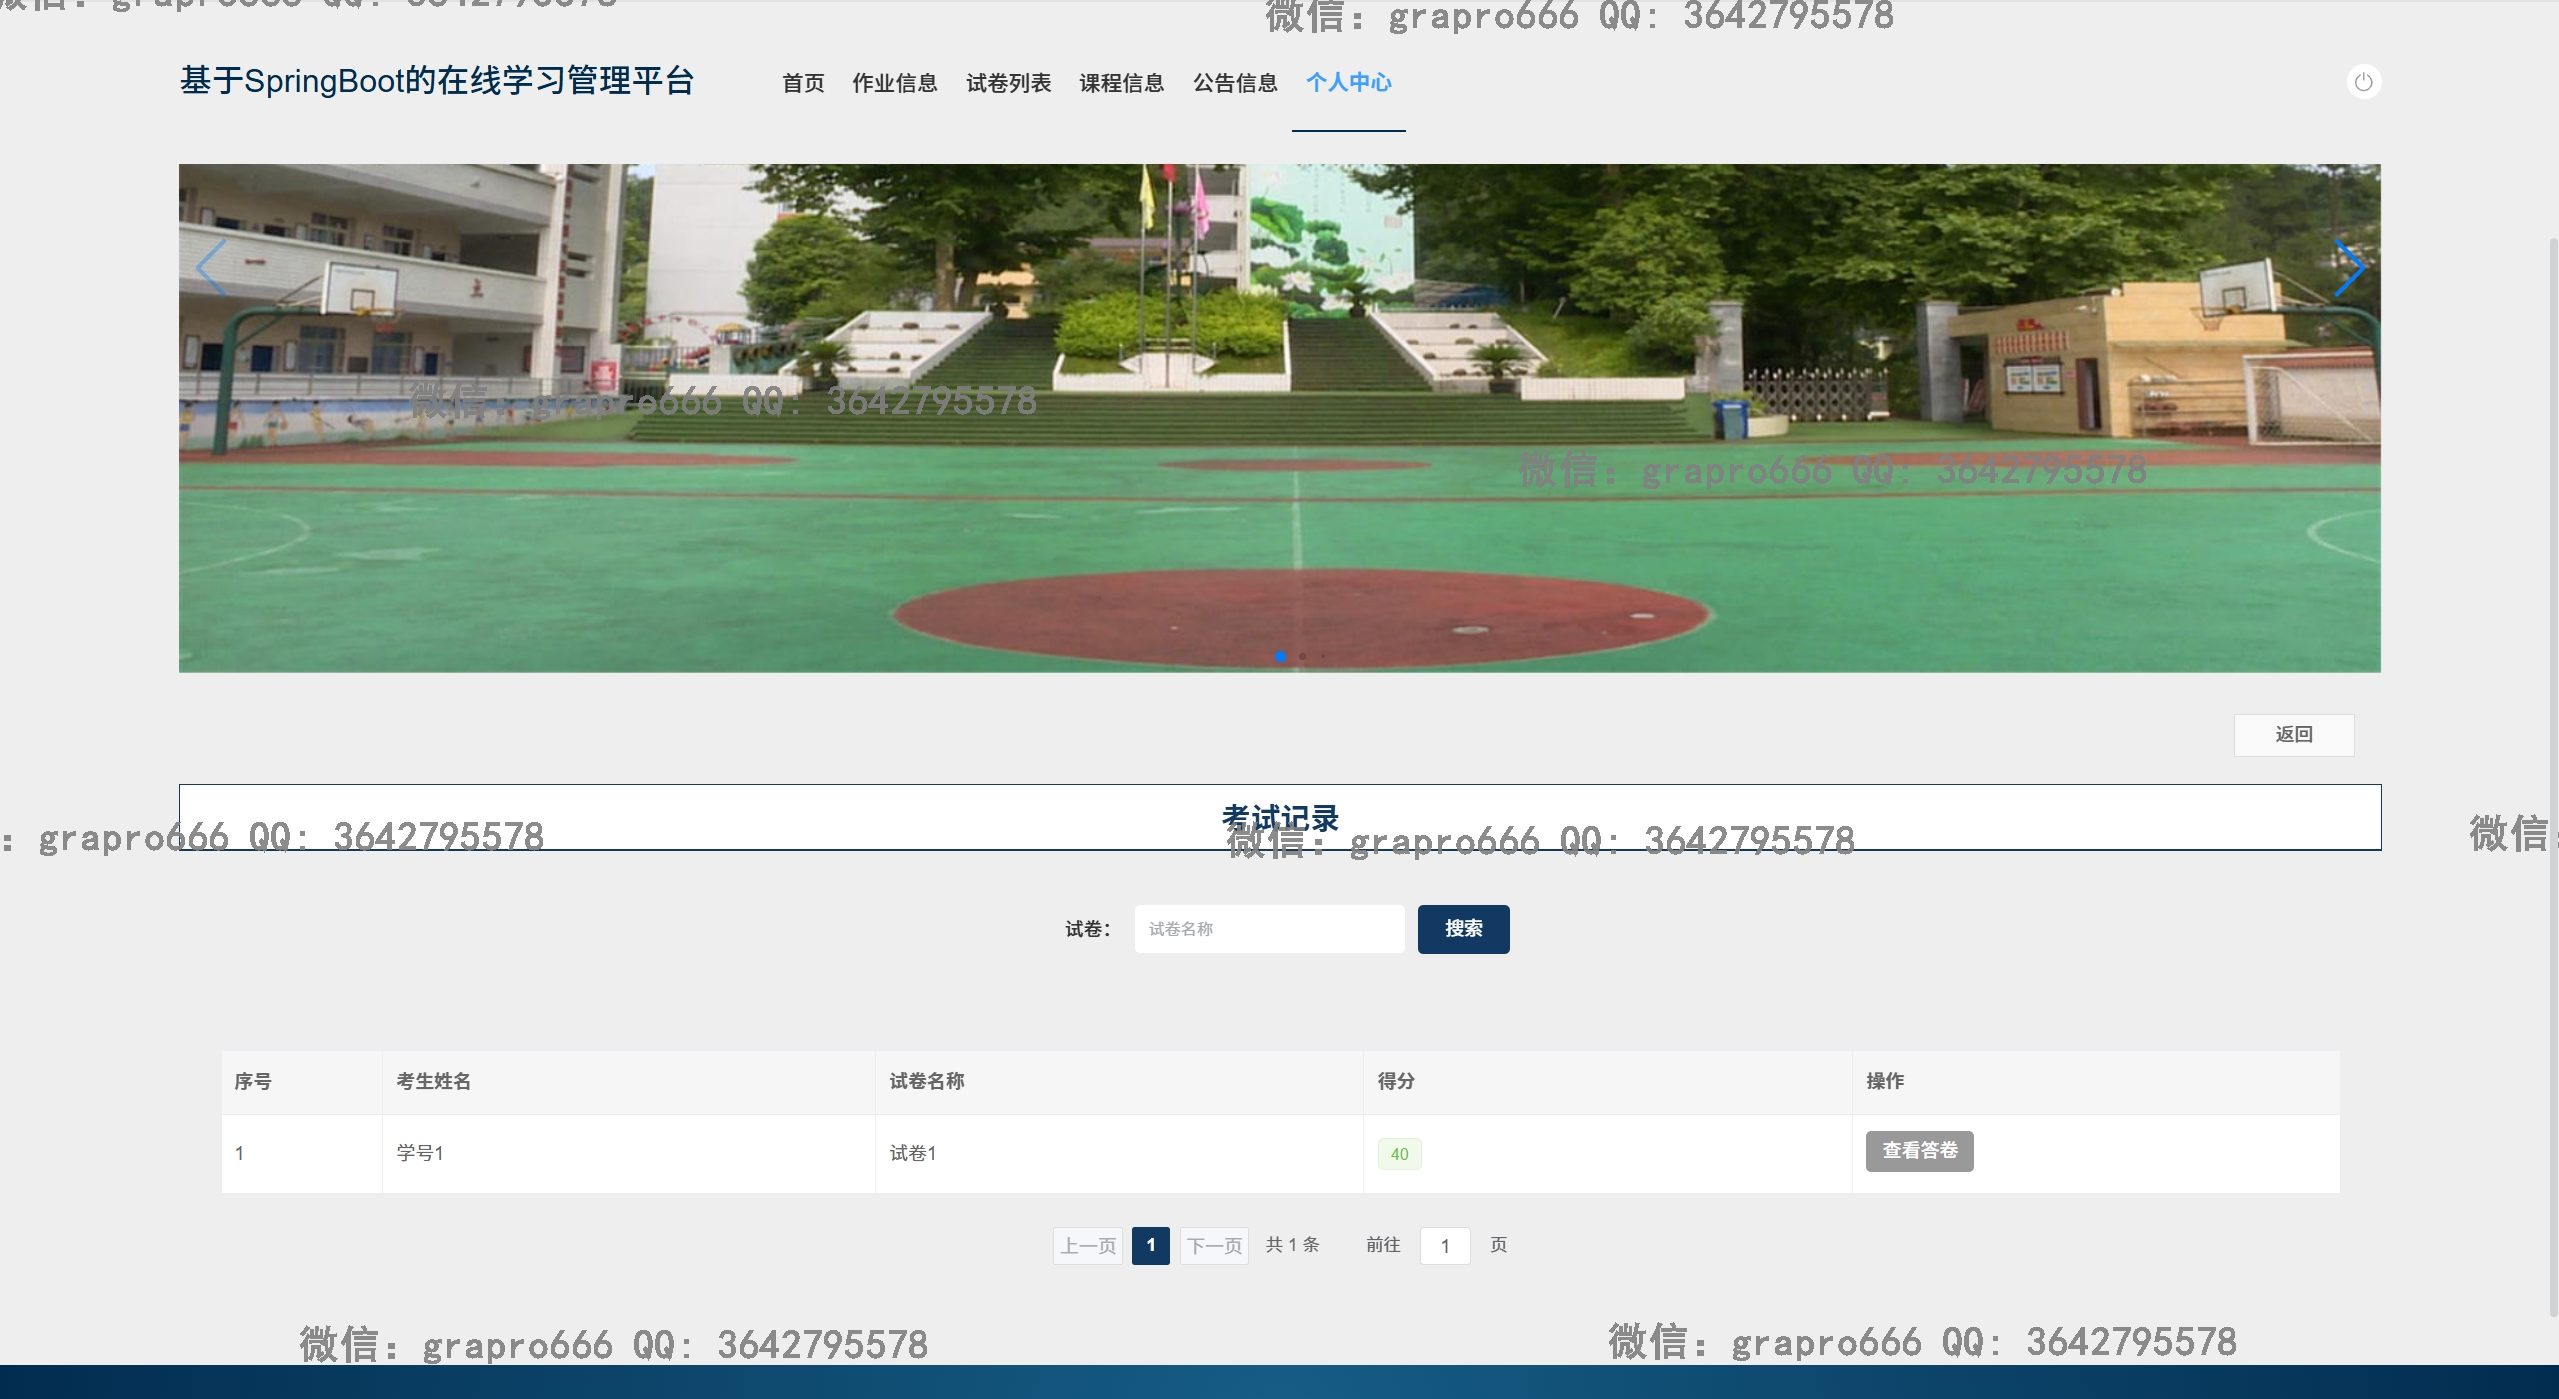 微信: grapro666 QQ: 3642795578
微信: grapro666 QQ: 3642795578
基于SpringBoot的在线学习管理平台
首页 作业信息 试卷列表 课程信息 公告信息 个人中心
微信: grapro666 QQ: 3642795578
微信: grapro666 QQ: 3642795578
返回
考试记录
: grapro666 QQ: 3642795578
微信: grapro666 QQ: 3642795578
微信:
试卷： 试卷名称 搜索
序号 考生姓名 试卷名称 得分 操作
1 学号1 试卷1 40 查看答卷
上一页 1 下一页 共 1 条 前往 1 页
微信: grapro666 QQ: 3642795578
微信: grapro666 QQ: 3642795578